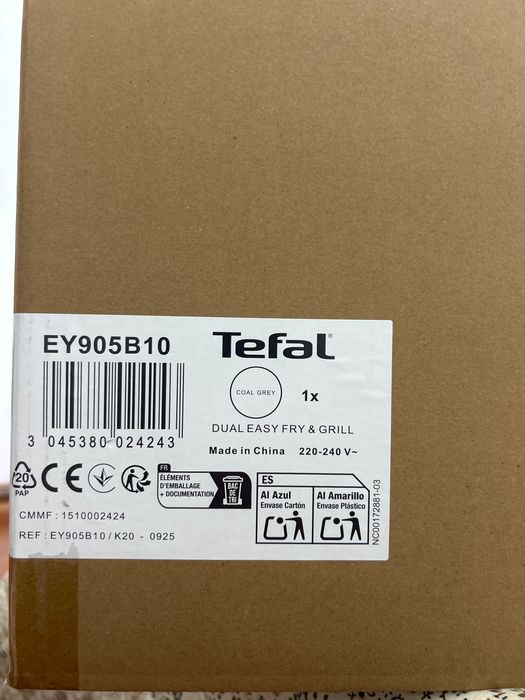 EY905B10
Tefal®
COAL GREY
1x
3 045380 024243
DUAL EASY FRY & GRILL
Made in China 220-240 V~
20
PAP
CE
FR
ÉLÉMENTS
D'EMBALLAGE
+ DOCUMENTATION
BAC
DE
TRI
ES
Al Azul
Envase Cartón
Al Amarillo
Envase Plástico
CMMF : 1510002424
REF : EY905B10 / K20 - 0925
NC00172881-03